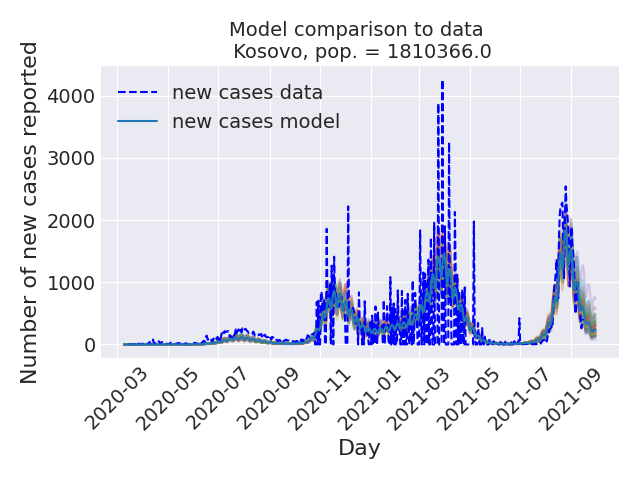 Model comparison to data
Kosovo, pop. = 1810366.0
Number of new cases reported
4000
3000
2000
1000
0
new cases data
new cases model
2020-03
2020-05
2020-07
2020-09
2020-11
2021-01
2021-03
2021-05
2021-07
2021-09
Day